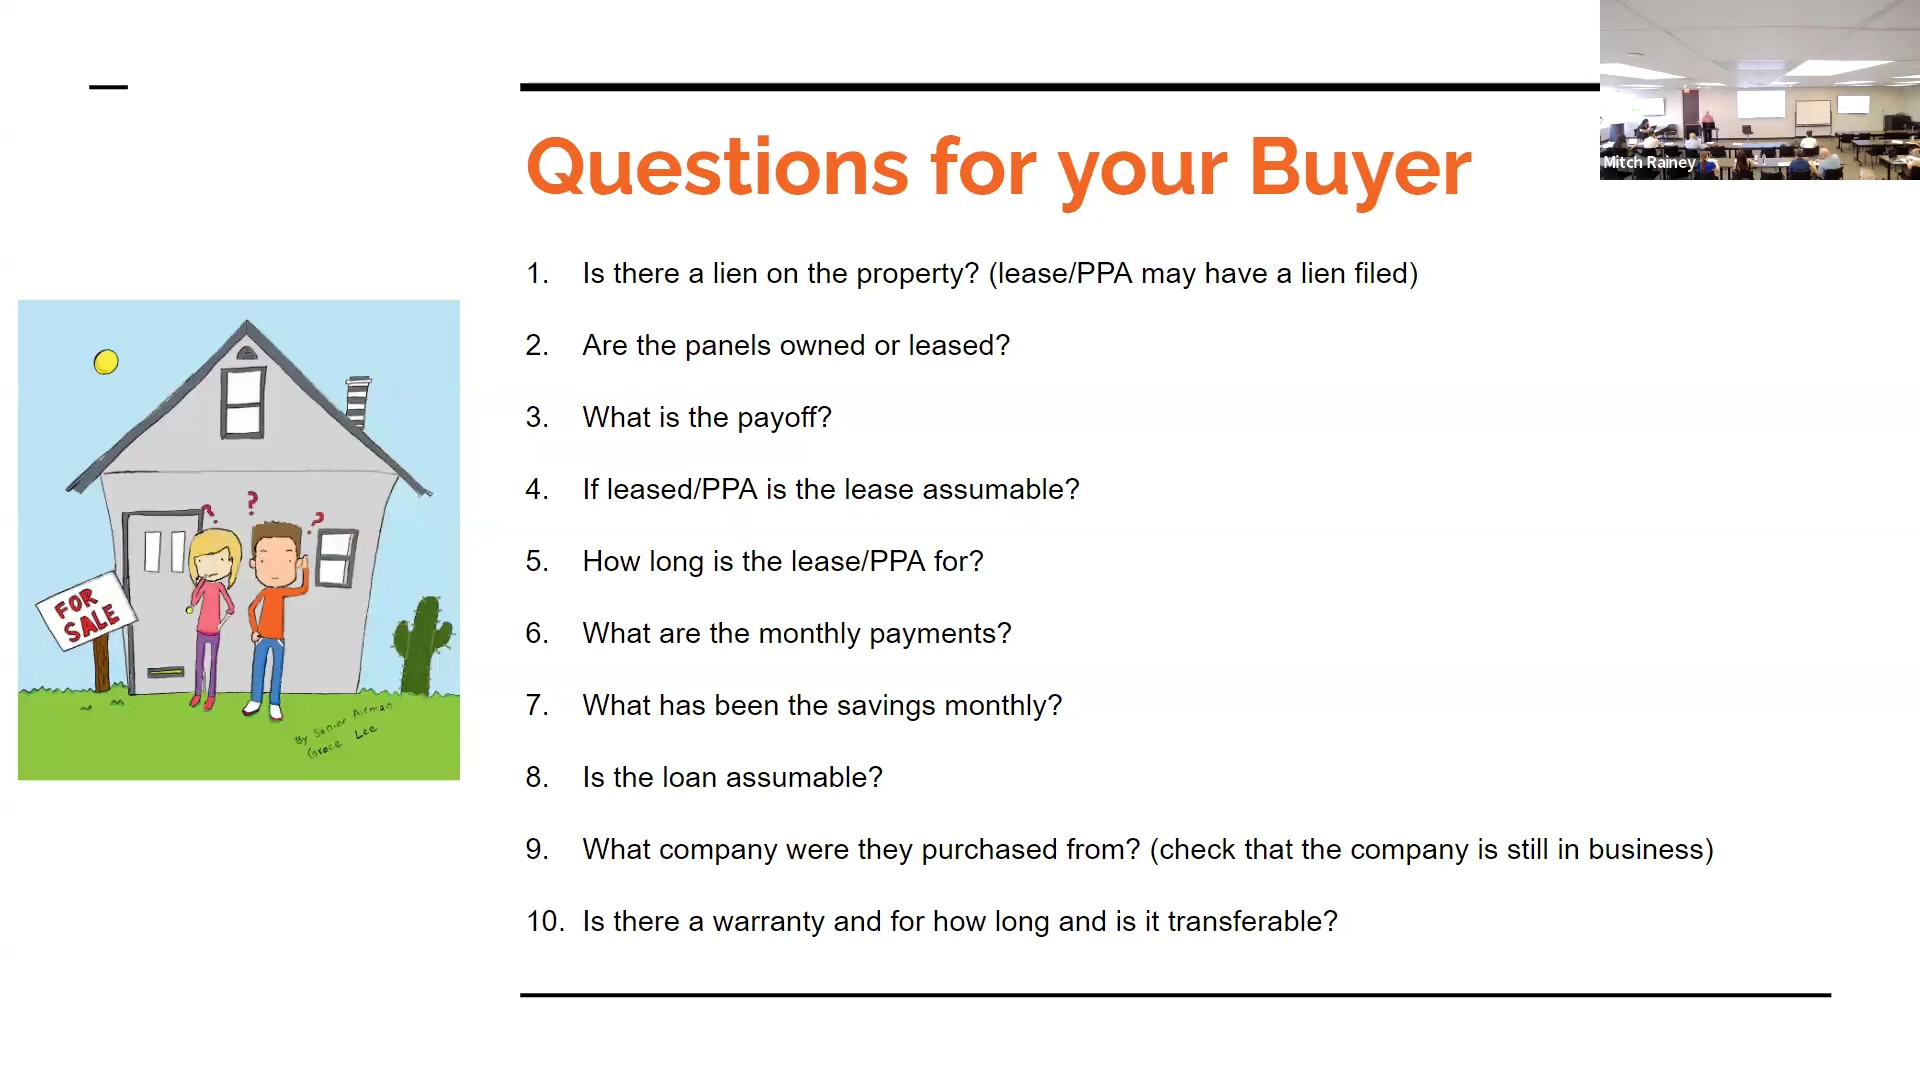 Questions for your Buyer
Mitch Rainey
1. Is there a lien on the property? (lease/PPA may have a lien filed)
2. Are the panels owned or leased?
3. What is the payoff?
4. If leased/PPA is the lease assumable?
5. How long is the lease/PPA for?
6. What are the monthly payments?
7. What has been the savings monthly?
8. Is the loan assumable?
9. What company were they purchased from? (check that the company is still in business)
10. Is there a warranty and for how long and is it transferable?
? ? ?
FOR
SALE
By Senior Airman
Grace Lee